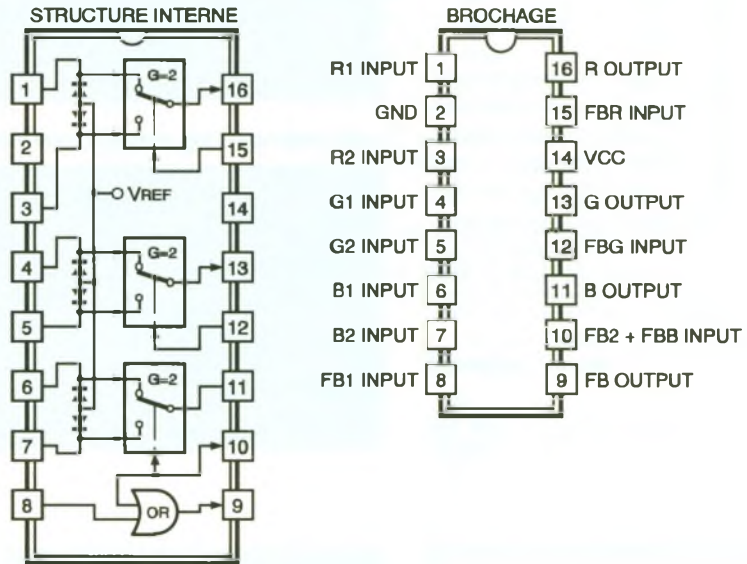 STRUCTURE INTERNE
1
2
3
4
5
6
7
8
G=2
G=2
G=2
VREF
OR
16
15
14
13
12
11
10
9
BROCHAGE
R1 INPUT 1
GND 2
R2 INPUT 3
G1 INPUT 4
G2 INPUT 5
B1 INPUT 6
B2 INPUT 7
FB1 INPUT 8
16 R OUTPUT
15 FBR INPUT
14 VCC
13 G OUTPUT
12 FBG INPUT
11 B OUTPUT
10 FB2 + FBB INPUT
9 FB OUTPUT